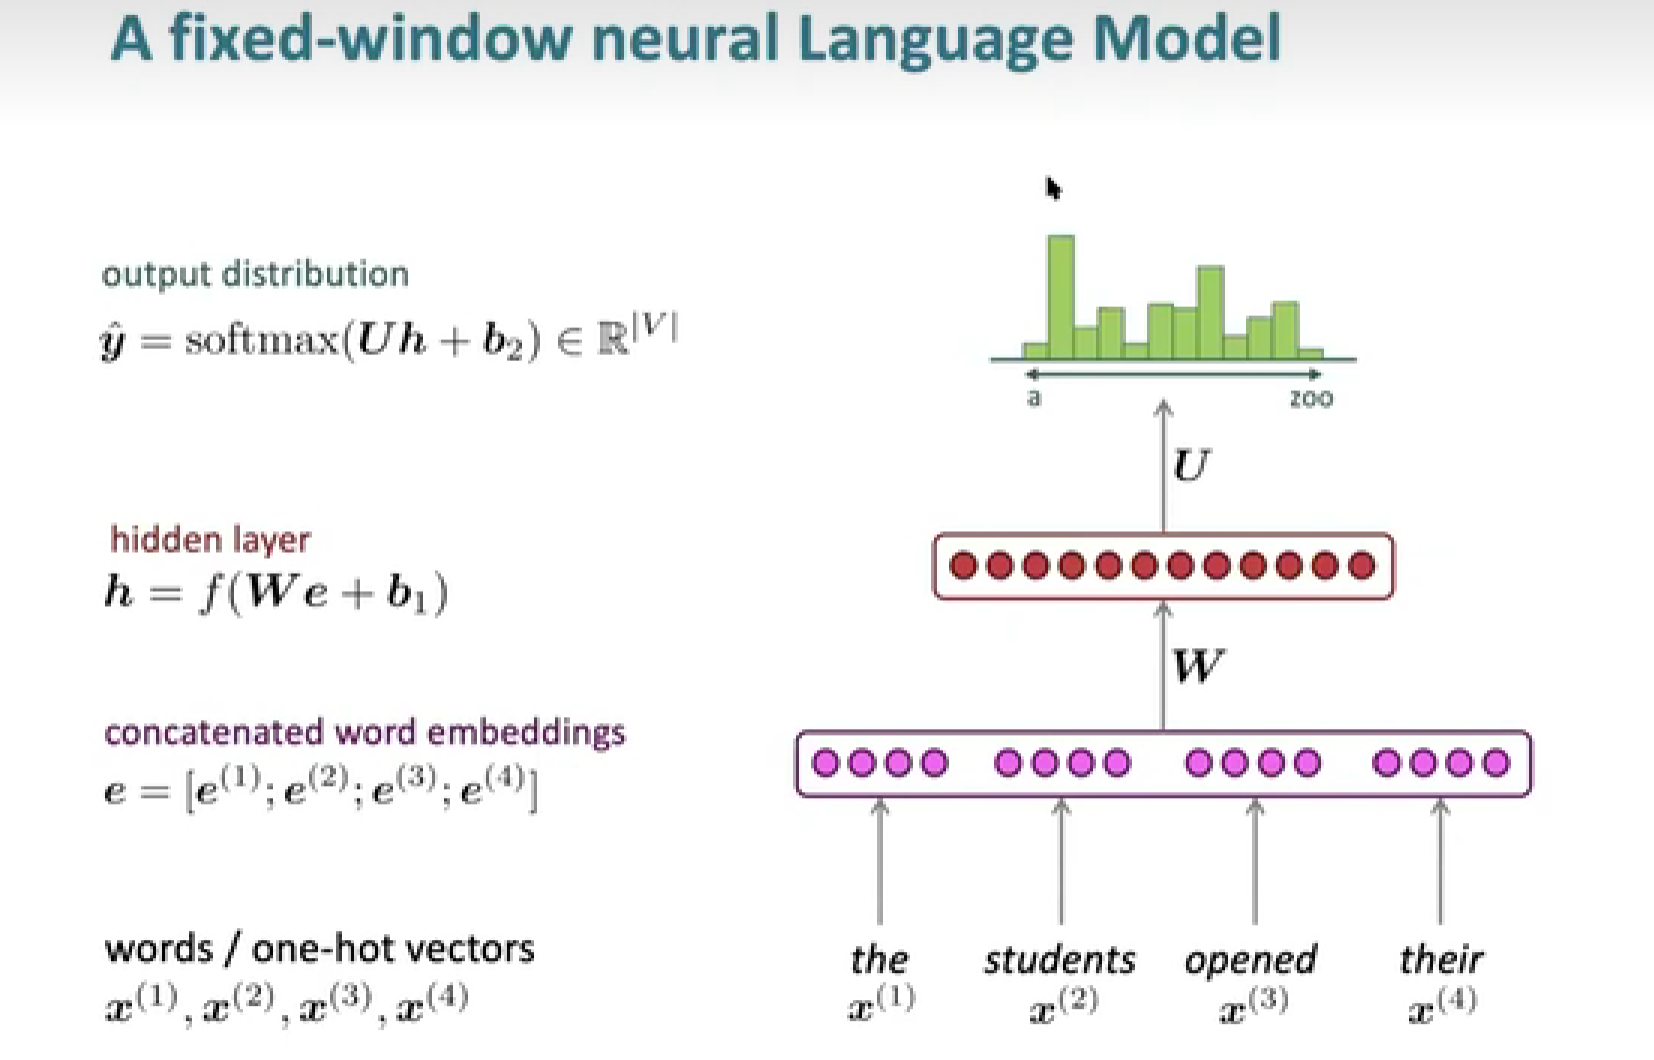 A fixed-window neural Language Model
output distribution
ŷ = softmax(Uh + b₂) ∈ ℝ^|V|
a zoo
U
hidden layer
h = f(We + b₁)
W
concatenated word embeddings
e = [e⁽¹⁾; e⁽²⁾; e⁽³⁾; e⁽⁴⁾]
words / one-hot vectors
x⁽¹⁾, x⁽²⁾, x⁽³⁾, x⁽⁴⁾
the students opened their
x⁽¹⁾ x⁽²⁾ x⁽³⁾ x⁽⁴⁾